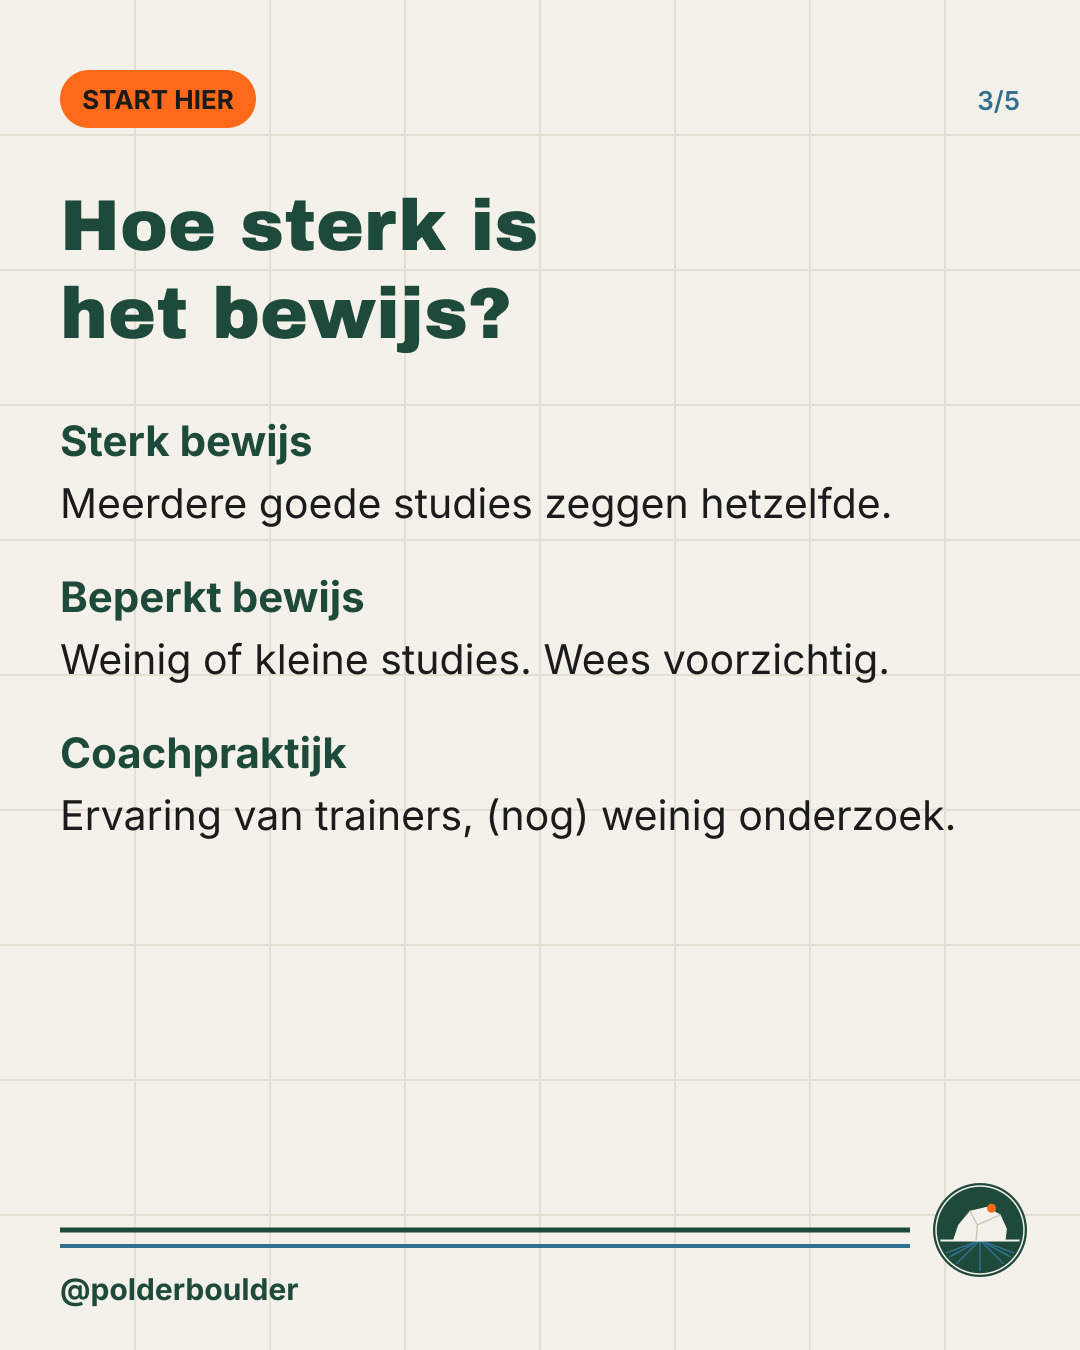 START HIER
3/5
Hoe sterk is
het bewijs?
Sterk bewijs
Meerdere goede studies zeggen hetzelfde.
Beperkt bewijs
Weinig of kleine studies. Wees voorzichtig.
Coachpraktijk
Ervaring van trainers, (nog) weinig onderzoek.
@polderboulder